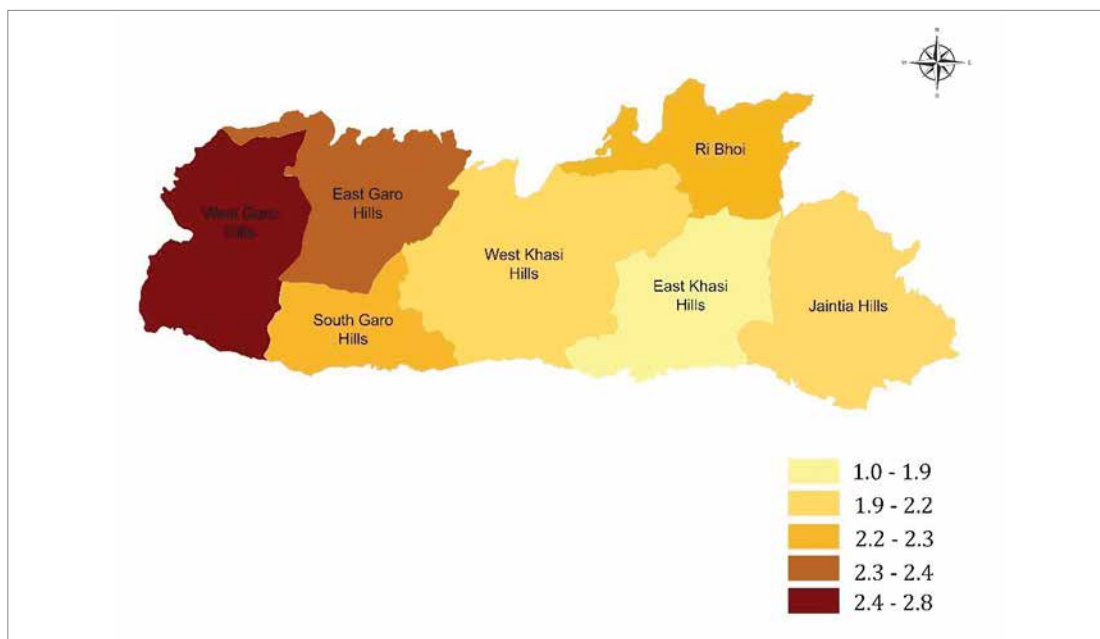 N
W
E
S
Ri Bhoi
East Garo
Hills
West Garo
Hills
West Khasi
Hills
East Khasi
Hills
Jaintia Hills
South Garo
Hills
1.0 - 1.9
1.9 - 2.2
2.2 - 2.3
2.3 - 2.4
2.4 - 2.8